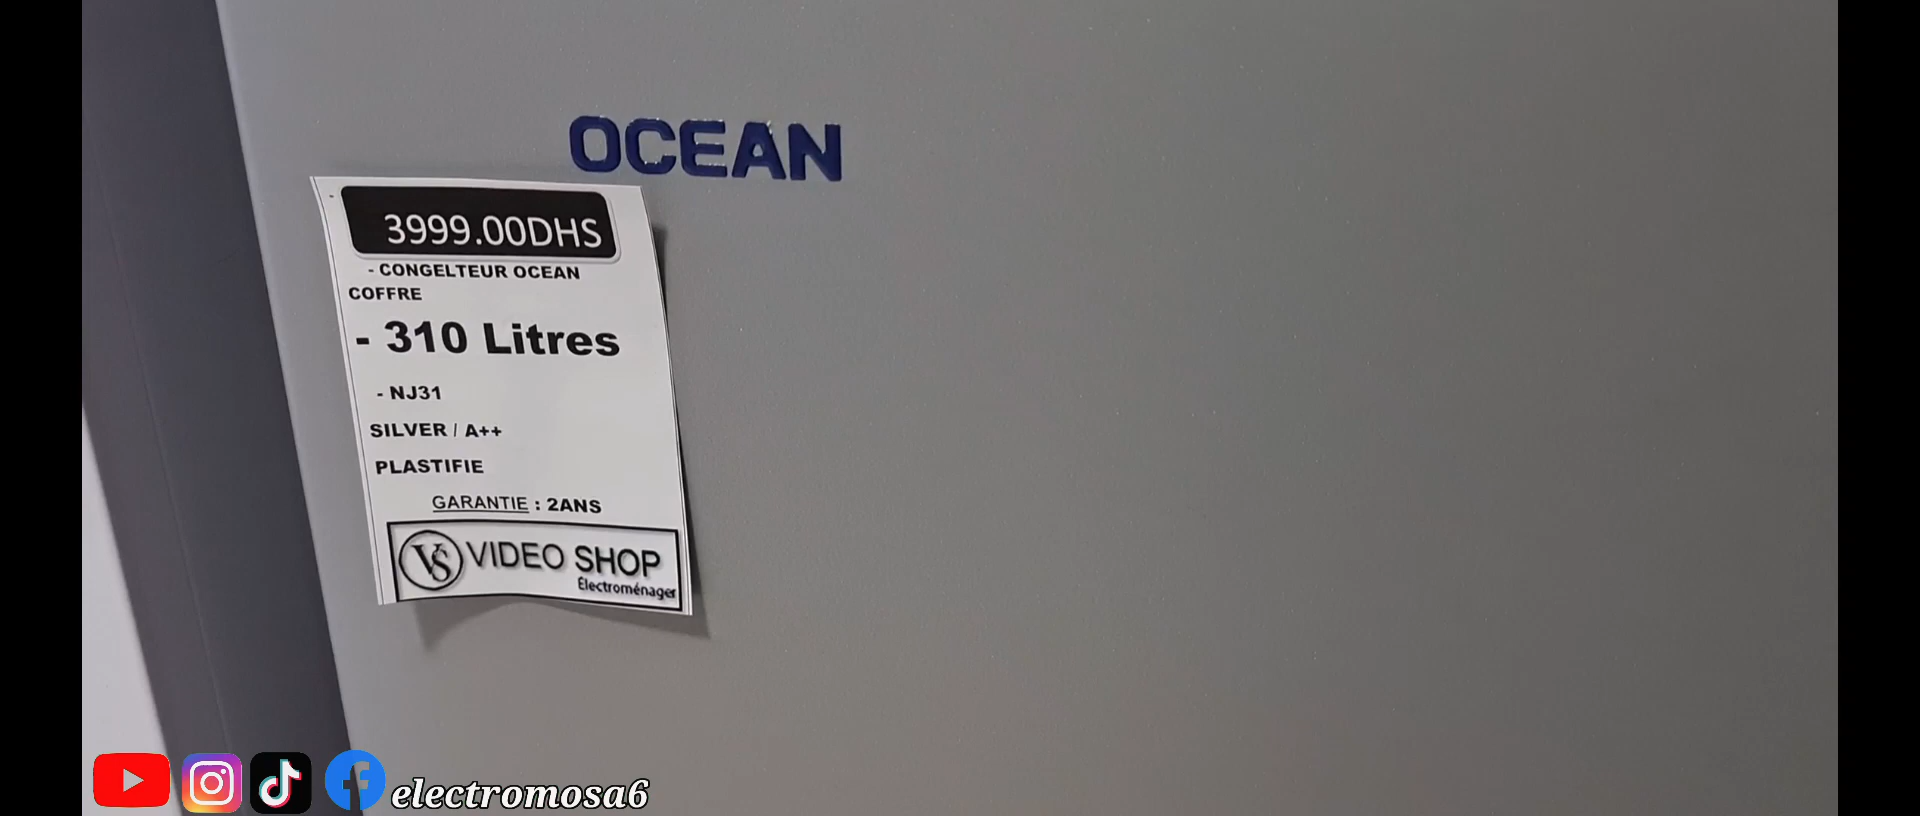 OCEAN
3999.00DHS
- CONGELTEUR OCEAN
COFFRE
- 310 Litres
- NJ31
SILVER / A++
PLASTIFIE
GARANTIE : 2ANS
VS VIDEO SHOP
Électroménager
electromosa6